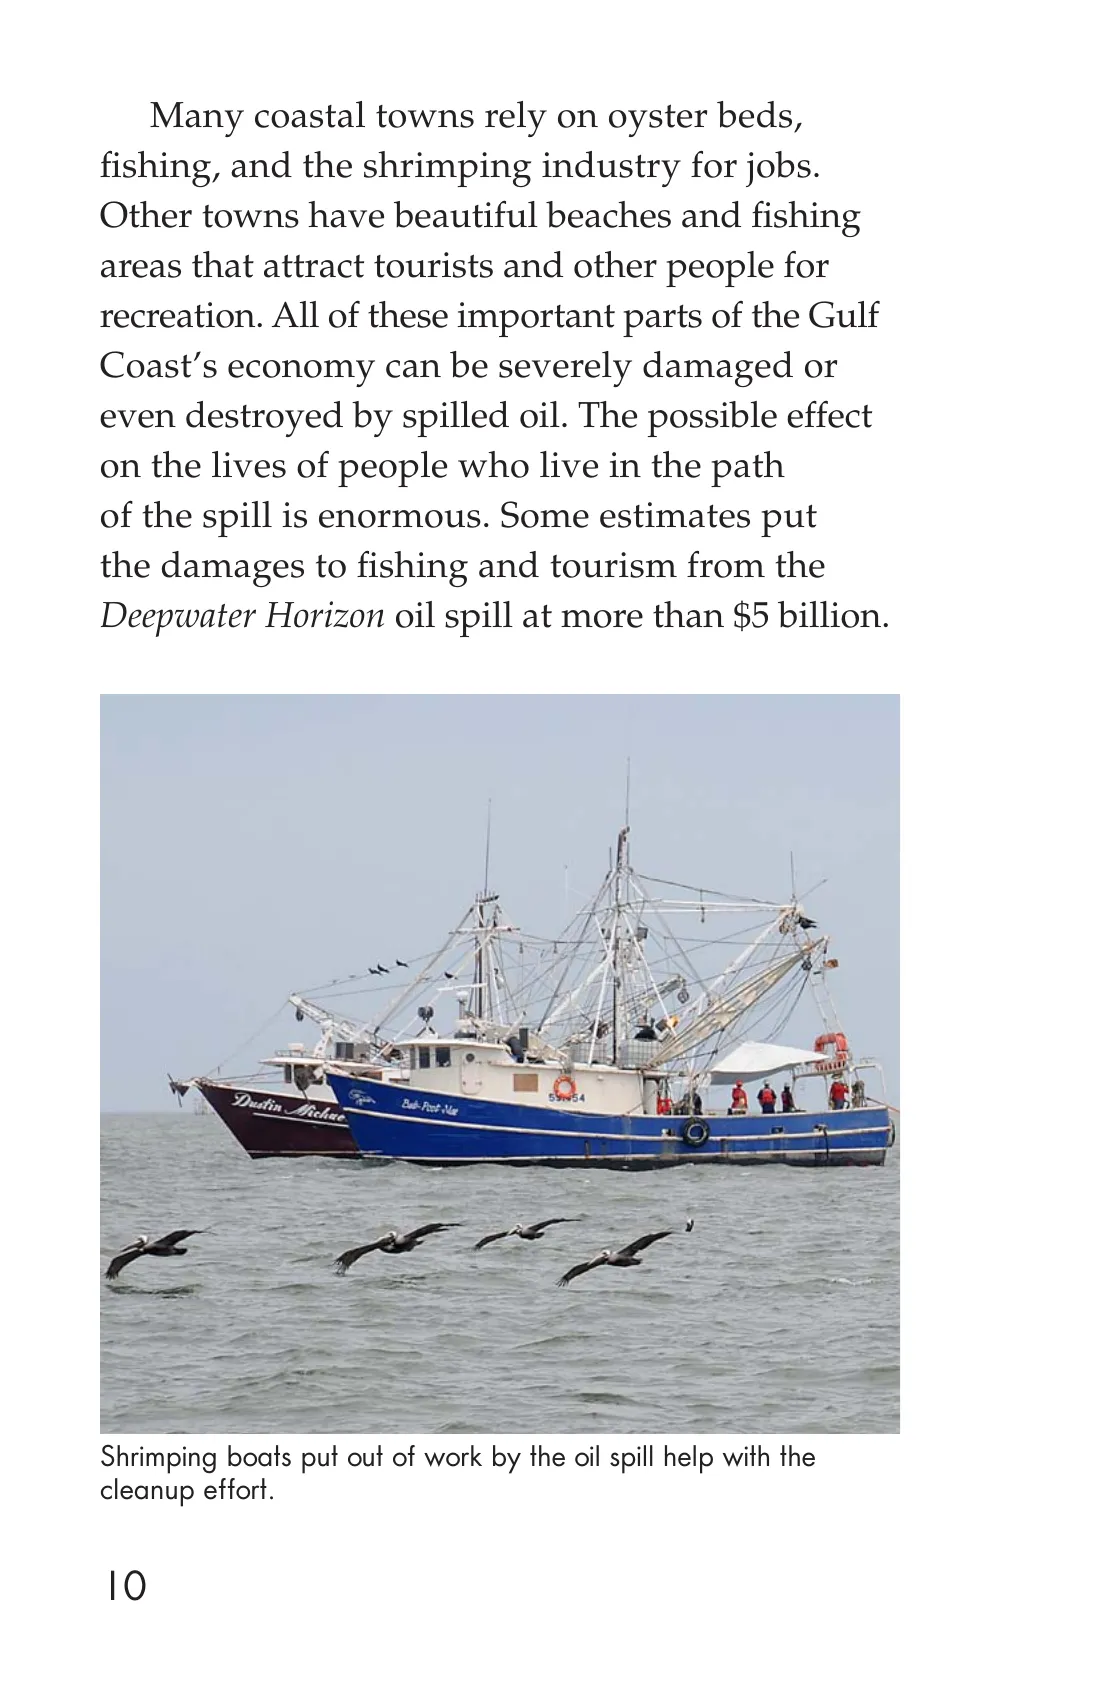 Many coastal towns rely on oyster beds,
fishing, and the shrimping industry for jobs.
Other towns have beautiful beaches and fishing
areas that attract tourists and other people for
recreation. All of these important parts of the Gulf
Coast’s economy can be severely damaged or
even destroyed by spilled oil. The possible effect
on the lives of people who live in the path
of the spill is enormous. Some estimates put
the damages to fishing and tourism from the
Deepwater Horizon oil spill at more than $5 billion.
Dustin Michae
Shrimping boats put out of work by the oil spill help with the
cleanup effort.
10